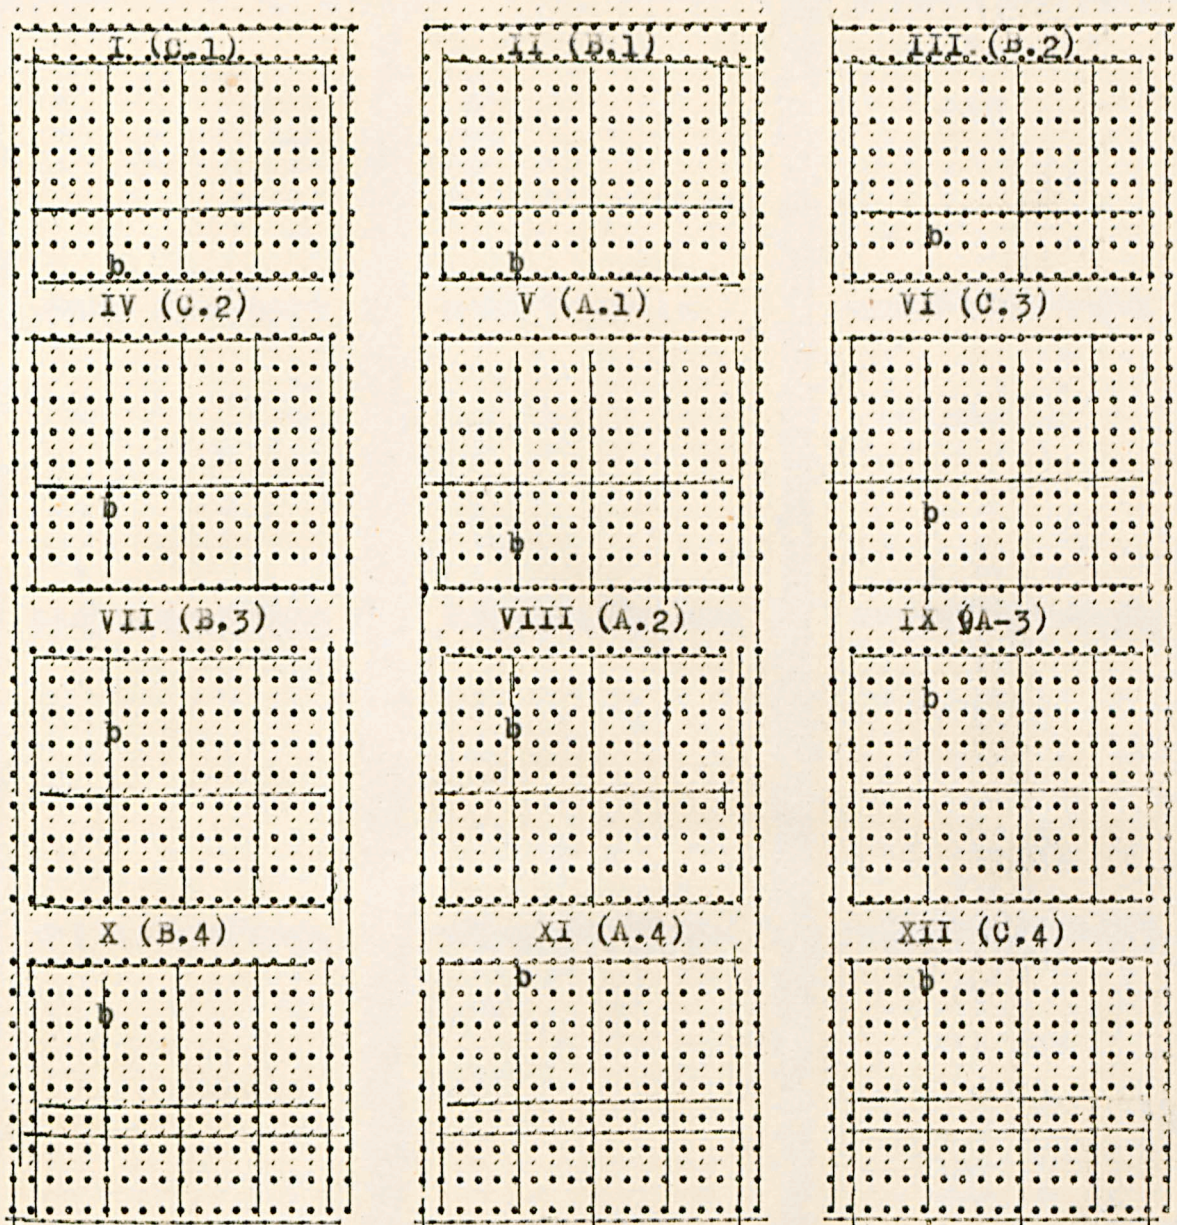 I (C.1) II (B.1) III (B.2)
b b b
IV (C.2) V (A.1) VI (C.3)
b b b
VII (B.3) VIII (A.2) IX (A-3)
b b b
X (B.4) XI (A.4) XII (C.4)
b b b